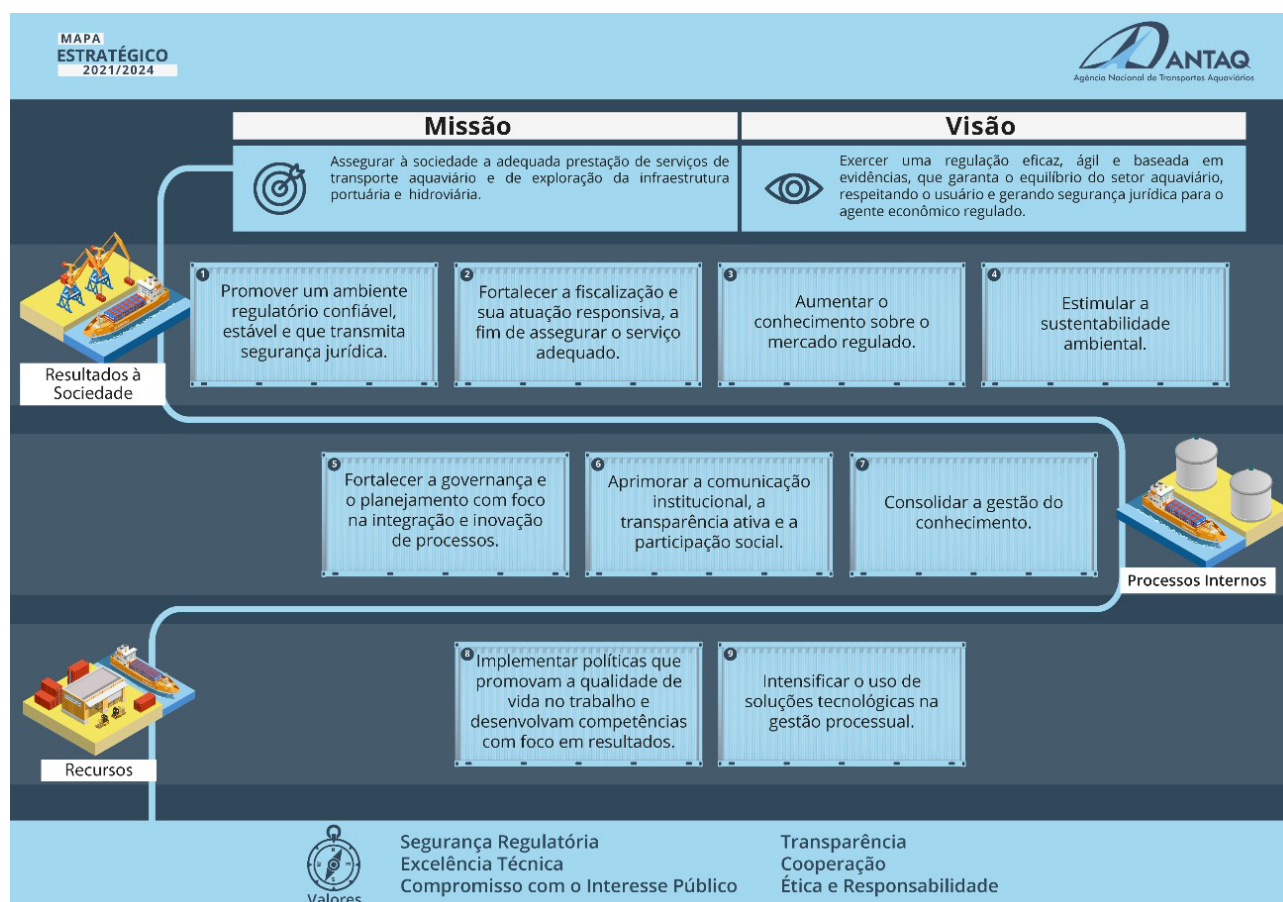 MAPA
ESTRATÉGICO
2021/2024
ANTAQ
Agência Nacional de Transportes Aquaviários
Missão
Assegurar à sociedade a adequada prestação de serviços de
transporte aquaviário e de exploração da infraestrutura
portuária e hidroviária.
Visão
Exercer uma regulação eficaz, ágil e baseada em
evidências, que garanta o equilíbrio do setor aquaviário,
respeitando o usuário e gerando segurança jurídica para o
agente econômico regulado.
Resultados à
Sociedade
1
Promover um ambiente
regulatório confiável,
estável e que transmita
segurança jurídica.
2
Fortalecer a fiscalização e
sua atuação responsiva, a
fim de assegurar o serviço
adequado.
3
Aumentar o
conhecimento sobre o
mercado regulado.
4
Estimular a
sustentabilidade
ambiental.
5
Fortalecer a governança e
o planejamento com foco
na integração e inovação
de processos.
6
Aprimorar a comunicação
institucional, a
transparência ativa e a
participação social.
7
Consolidar a gestão do
conhecimento.
Processos Internos
Recursos
8
Implementar políticas que
promovam a qualidade de
vida no trabalho e
desenvolvam competências
com foco em resultados.
9
Intensificar o uso de
soluções tecnológicas na
gestão processual.
Valores
Segurança Regulatória
Excelência Técnica
Compromisso com o Interesse Público
Transparência
Cooperação
Ética e Responsabilidade